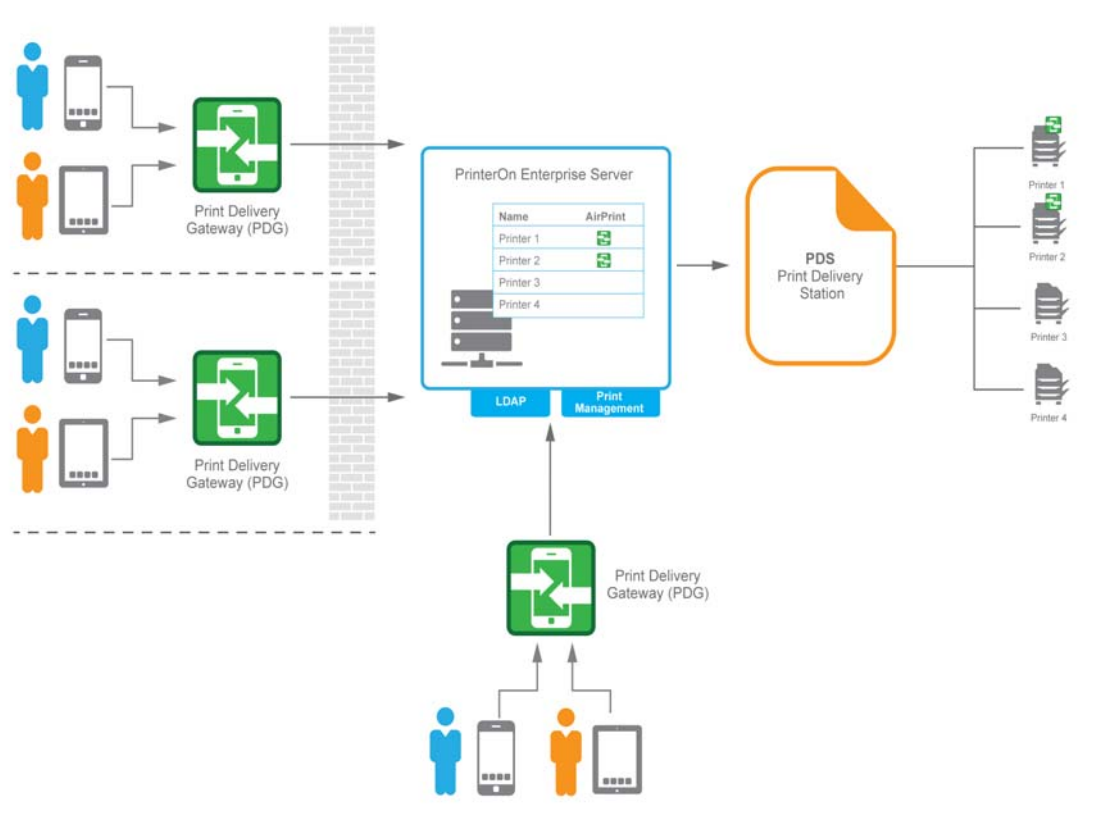 Print Delivery
Gateway (PDG)
Print Delivery
Gateway (PDG)
PrinterOn Enterprise Server
Name AirPrint
Printer 1
Printer 2
Printer 3
Printer 4
LDAP
Print
Management
PDS
Print Delivery
Station
Printer 1
Printer 2
Printer 3
Printer 4
Print Delivery
Gateway (PDG)